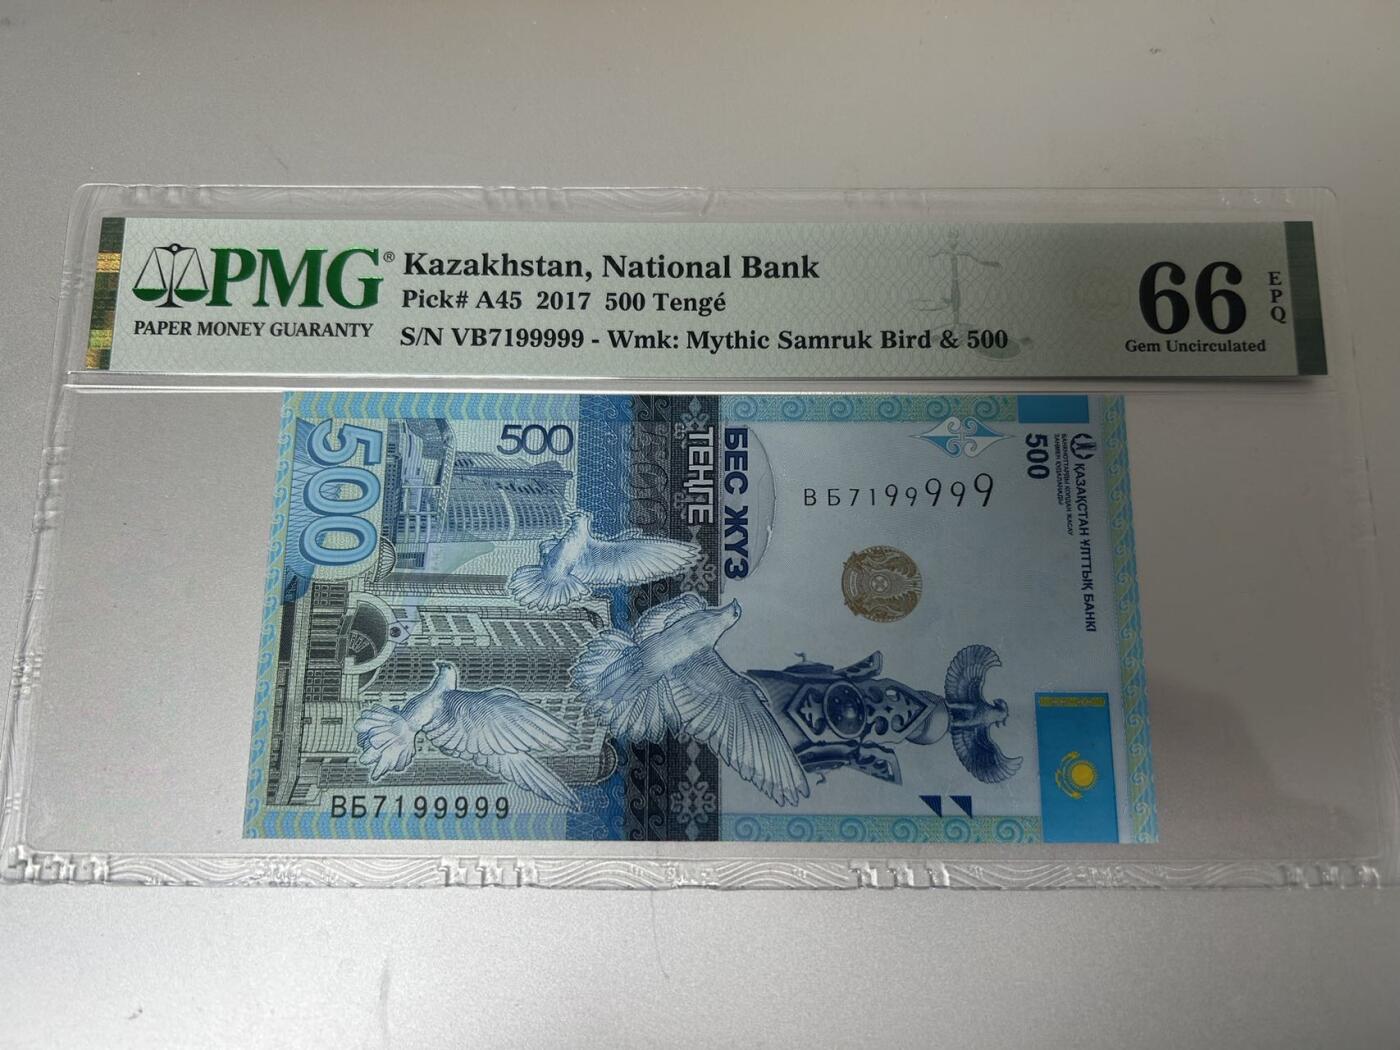 PMG®
PAPER MONEY GUARANTY
Kazakhstan, National Bank
Pick# A45 2017 500 Tengé
S/N VB7199999 - Wmk: Mythic Samruk Bird & 500
66
EPQ
Gem Uncirculated
500
500
500
ТЕҢГЕ
БЕС ЖҮЗ
ВБ7199999
500
ҚАЗАҚСТАН ҰЛТТЫҚ БАНКІ
ВБ7199999